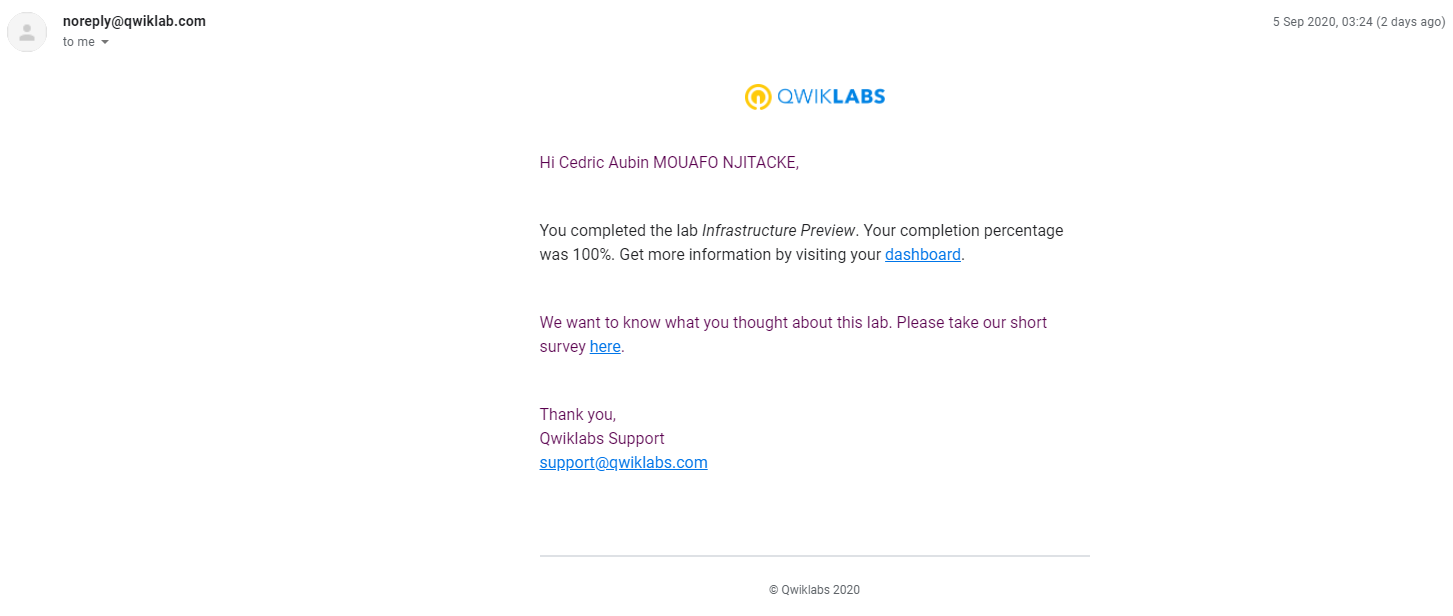 noreply@qwiklab.com
5 Sep 2020, 03:24 (2 days ago)
to me
QWIKLABS
Hi Cedric Aubin MOUAFO NJITACKE,
You completed the lab Infrastructure Preview. Your completion percentage
was 100%. Get more information by visiting your dashboard.
We want to know what you thought about this lab. Please take our short
survey here.
Thank you,
Qwiklabs Support
support@qwiklabs.com
© Qwiklabs 2020